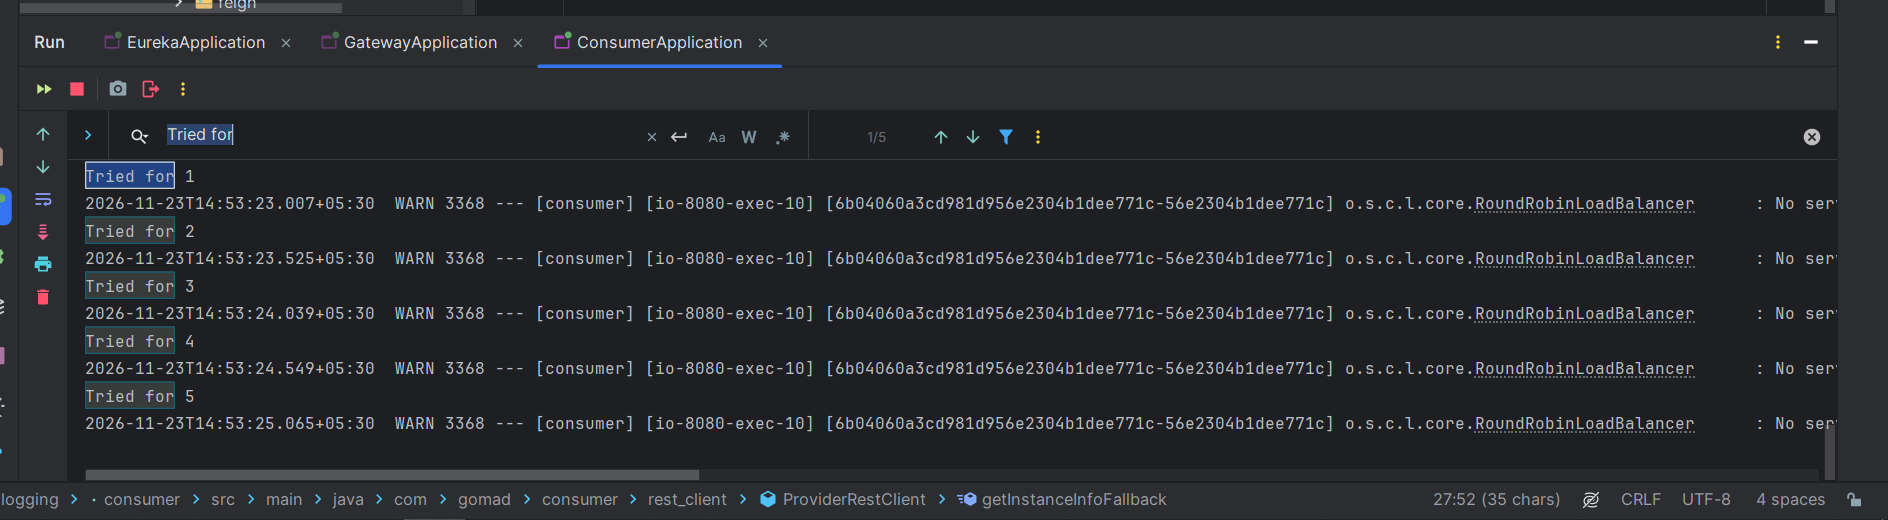 feign
Run EurekaApplication GatewayApplication ConsumerApplication
Tried for Aa W .* 1/5
Tried for 1
2026-11-23T14:53:23.007+05:30 WARN 3368 --- [consumer] [io-8080-exec-10] [6b04060a3cd981d956e2304b1dee771c-56e2304b1dee771c] o.s.c.l.core.RoundRobinLoadBalancer : No ser
Tried for 2
2026-11-23T14:53:23.525+05:30 WARN 3368 --- [consumer] [io-8080-exec-10] [6b04060a3cd981d956e2304b1dee771c-56e2304b1dee771c] o.s.c.l.core.RoundRobinLoadBalancer : No ser
Tried for 3
2026-11-23T14:53:24.039+05:30 WARN 3368 --- [consumer] [io-8080-exec-10] [6b04060a3cd981d956e2304b1dee771c-56e2304b1dee771c] o.s.c.l.core.RoundRobinLoadBalancer : No ser
Tried for 4
2026-11-23T14:53:24.549+05:30 WARN 3368 --- [consumer] [io-8080-exec-10] [6b04060a3cd981d956e2304b1dee771c-56e2304b1dee771c] o.s.c.l.core.RoundRobinLoadBalancer : No ser
Tried for 5
2026-11-23T14:53:25.065+05:30 WARN 3368 --- [consumer] [io-8080-exec-10] [6b04060a3cd981d956e2304b1dee771c-56e2304b1dee771c] o.s.c.l.core.RoundRobinLoadBalancer : No ser
logging consumer src main java com gomad consumer rest_client ProviderRestClient getInstanceInfoFallback 27:52 (35 chars) CRLF UTF-8 4 spaces